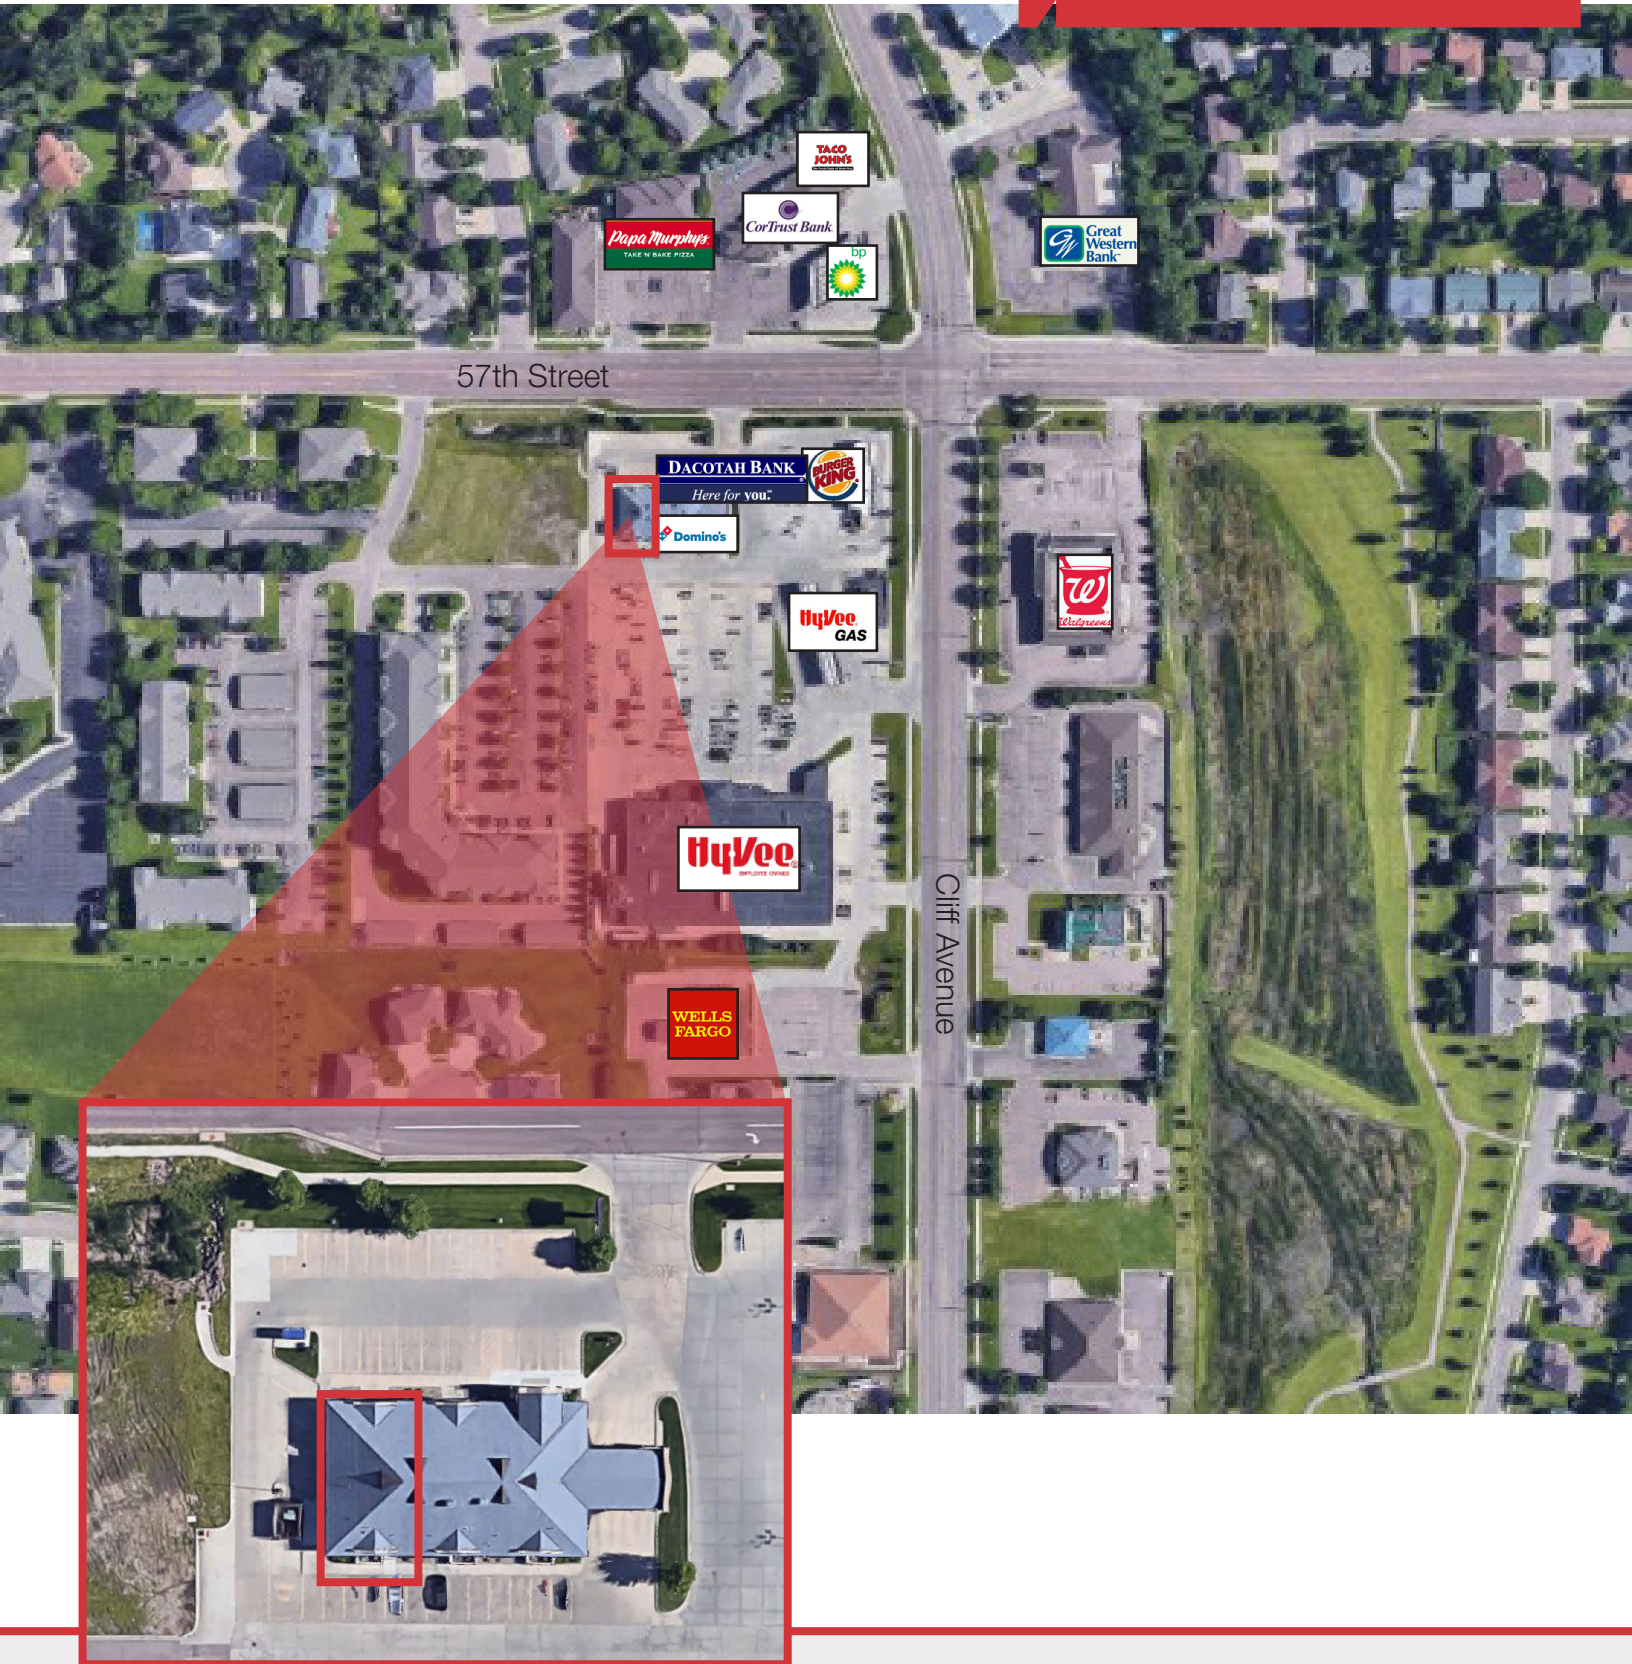 TACO
JOHN'S
CorTrust Bank
Papa Murphy's
TAKE 'N' BAKE PIZZA
bp
Great
Western
Bank
57th Street
DACOTAH BANK
Here for you.
BURGER
KING
Domino's
HyVee
GAS
W
Walgreens
HyVee
EMPLOYEE OWNED
Cliff Avenue
WELLS
FARGO